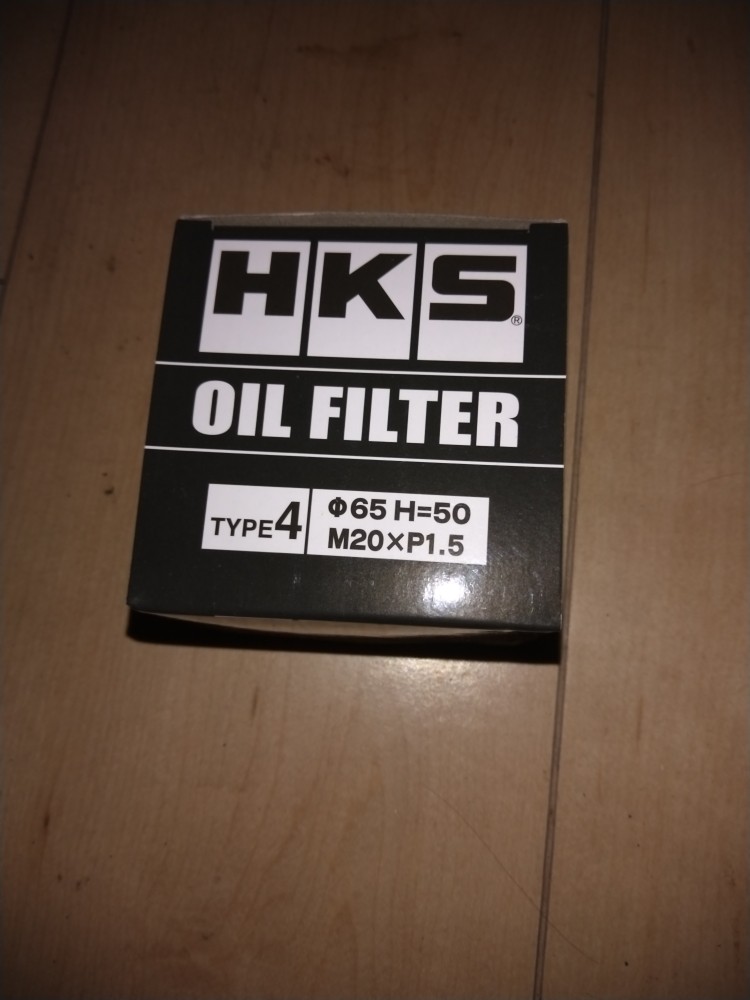 HKS®
OIL FILTER
TYPE4
Φ65 H=50
M20×P1.5